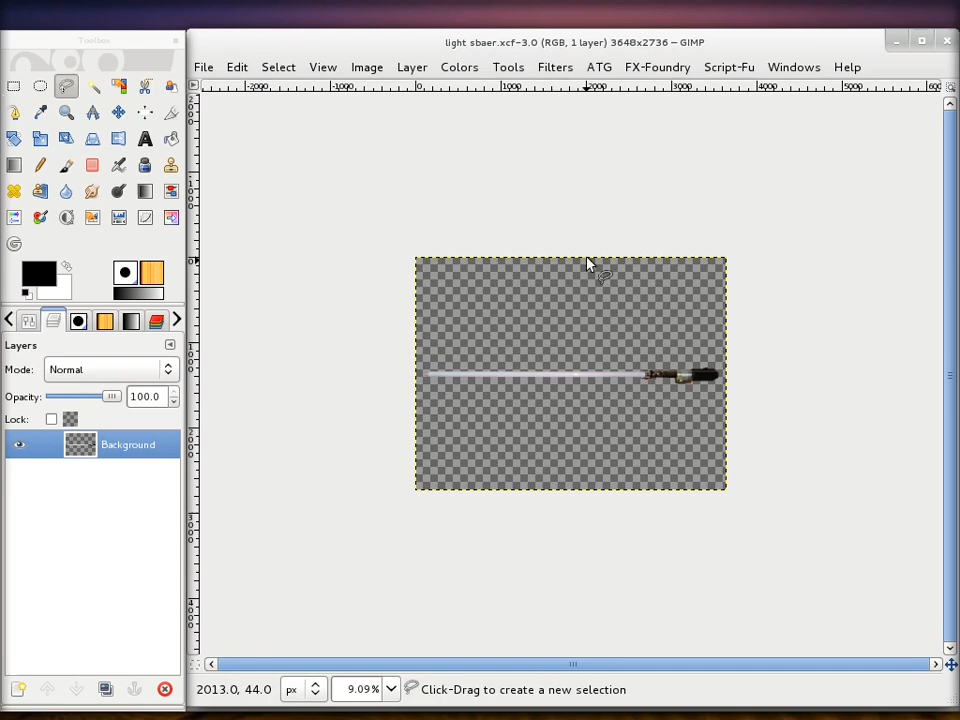 Toolbox
light sbaer.xcf-3.0 (RGB, 1 layer) 3648x2736 – GIMP
File Edit Select View Image Layer Colors Tools Filters ATG FX-Foundry Script-Fu Windows Help
-2000 -1000 0 1000 2000 3000 4000 5000
Layers
Mode: Normal
Opacity: 100.0
Lock:
Background
2013.0, 44.0 px 9.09% Click-Drag to create a new selection